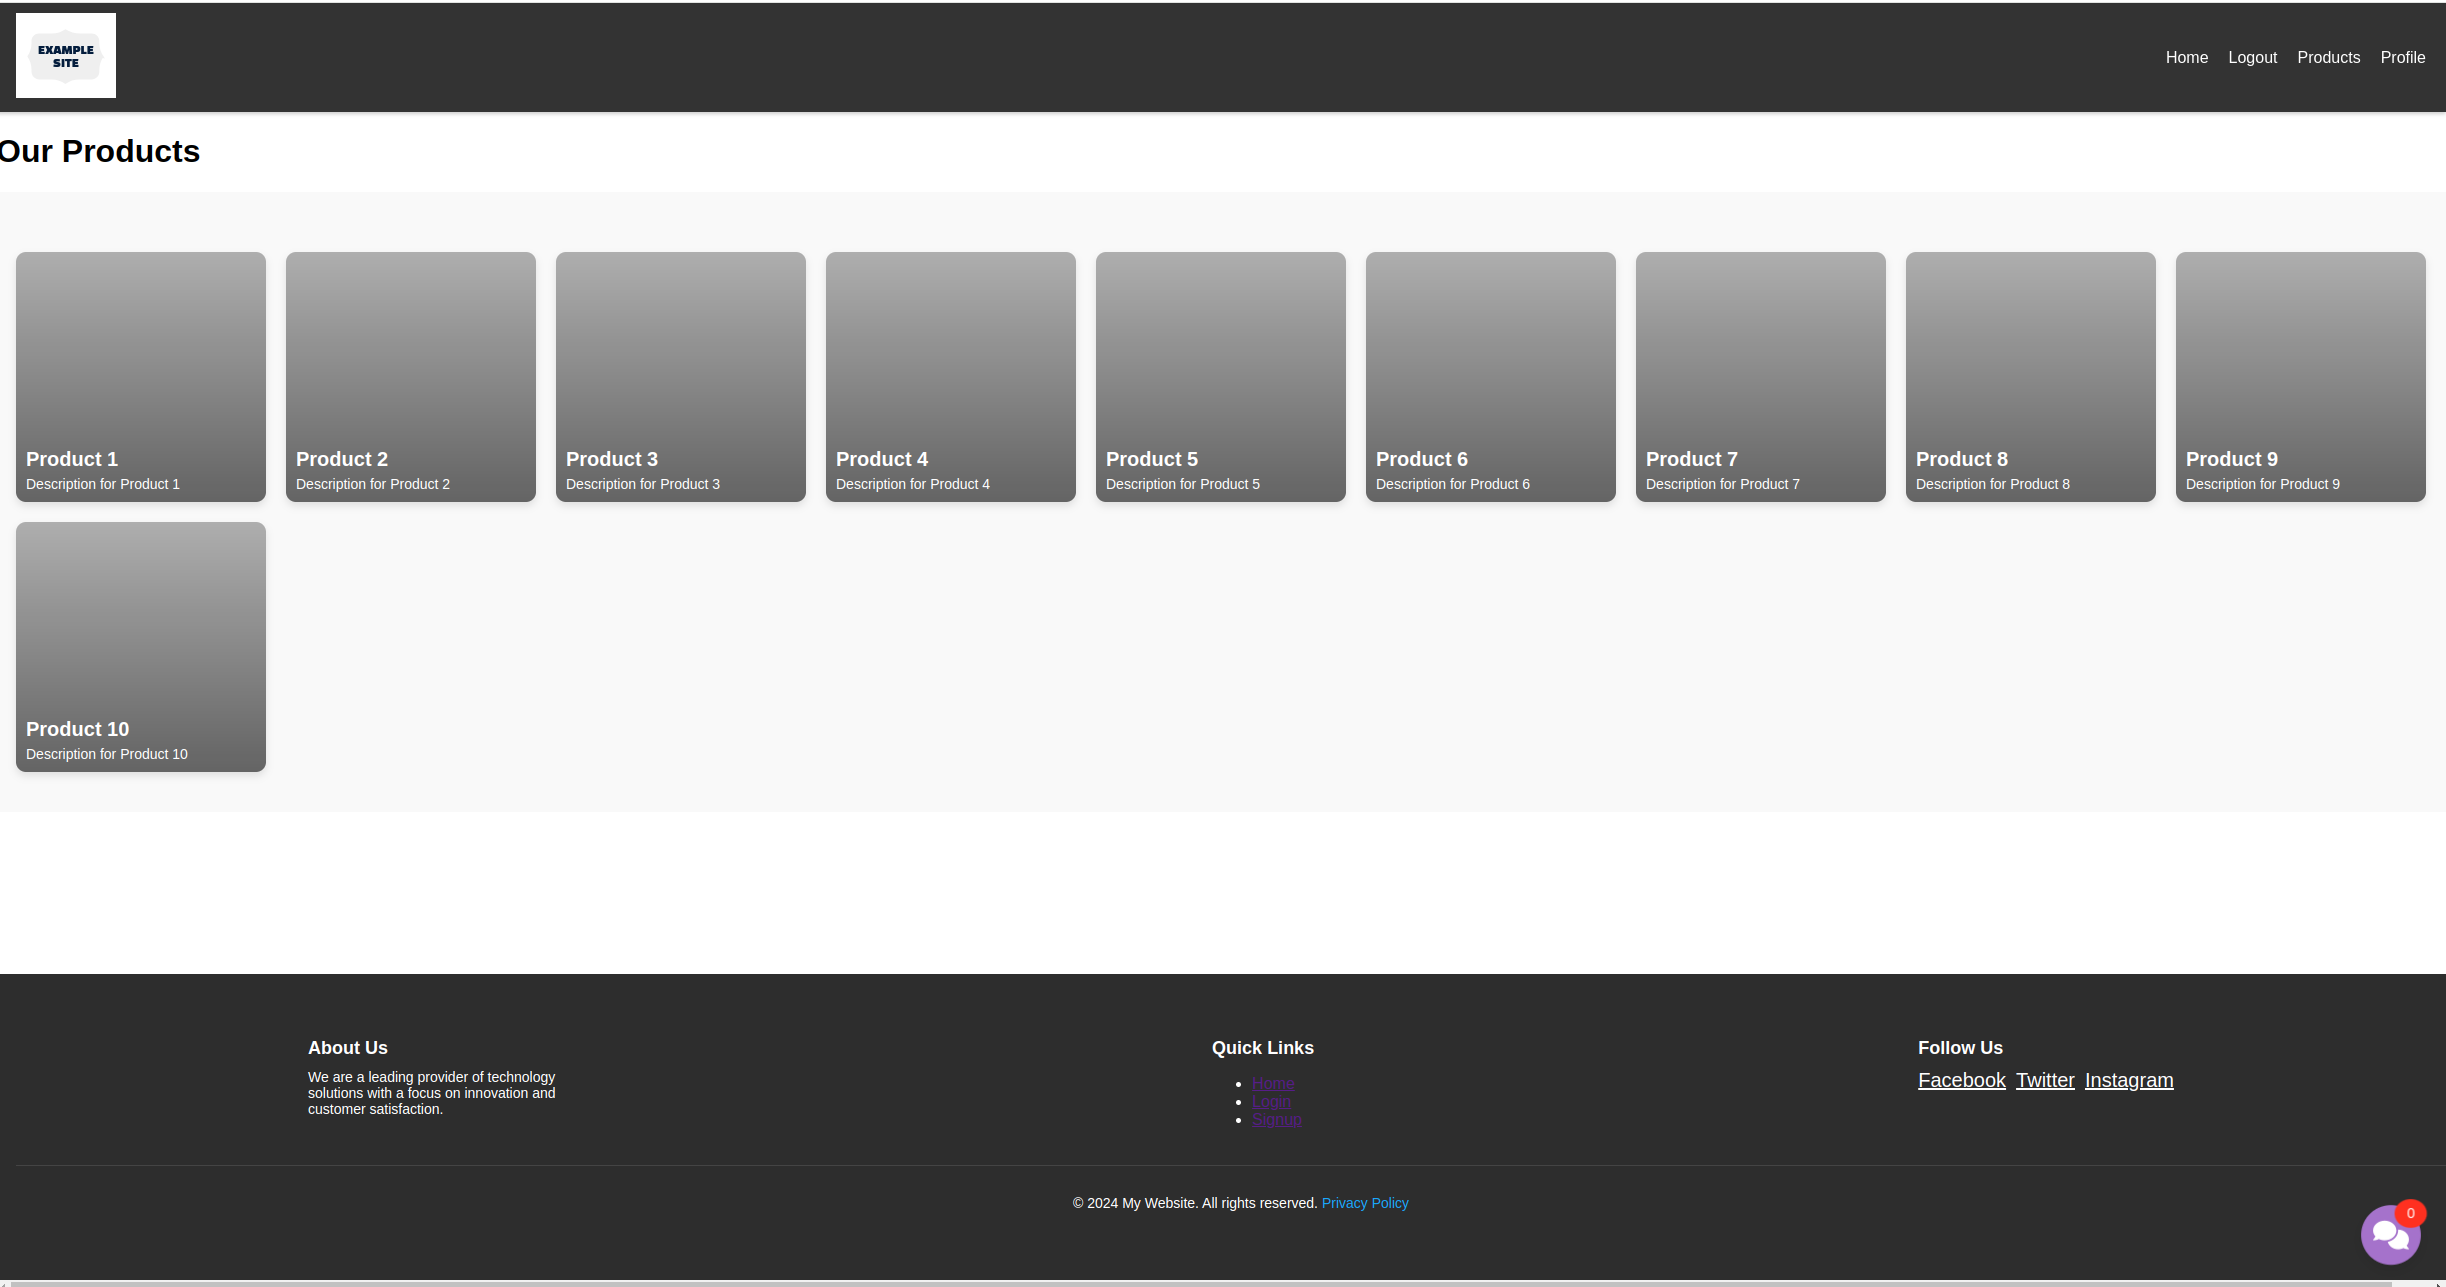 EXAMPLE
SITE
Home Logout Products Profile
Our Products
Product 1
Description for Product 1
Product 2
Description for Product 2
Product 3
Description for Product 3
Product 4
Description for Product 4
Product 5
Description for Product 5
Product 6
Description for Product 6
Product 7
Description for Product 7
Product 8
Description for Product 8
Product 9
Description for Product 9
Product 10
Description for Product 10
About Us
We are a leading provider of technology
solutions with a focus on innovation and
customer satisfaction.
Quick Links
Home
Login
Signup
Follow Us
Facebook Twitter Instagram
© 2024 My Website. All rights reserved. Privacy Policy
0